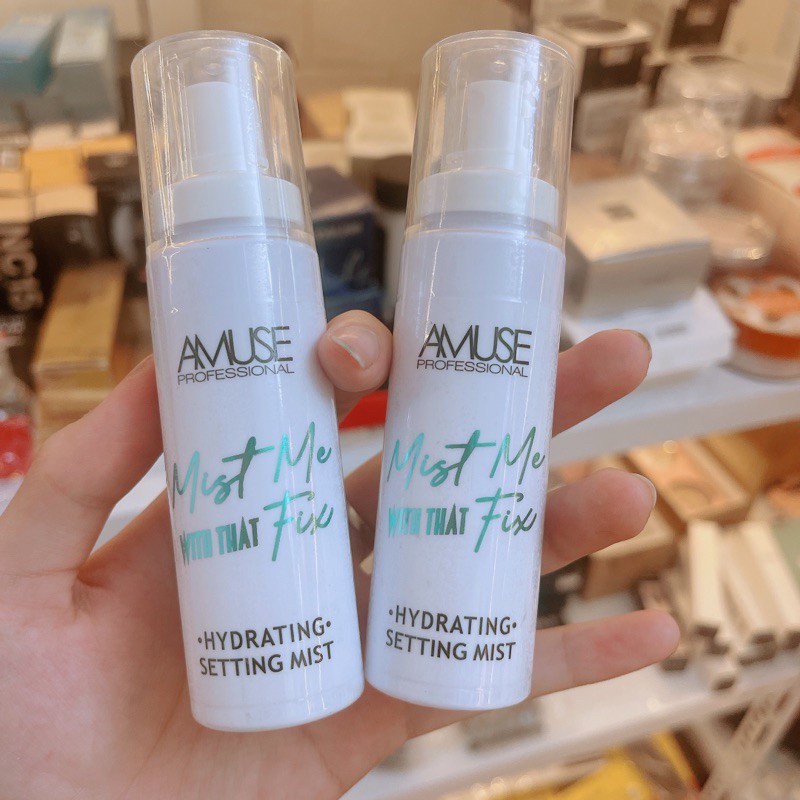 AMUSE
PROFESSIONAL
Mist Me
WITH THAT Fix
•HYDRATING•
SETTING MIST
AMUSE
PROFESSIONAL
Mist Me
WITH THAT Fix
•HYDRATING•
SETTING MIST